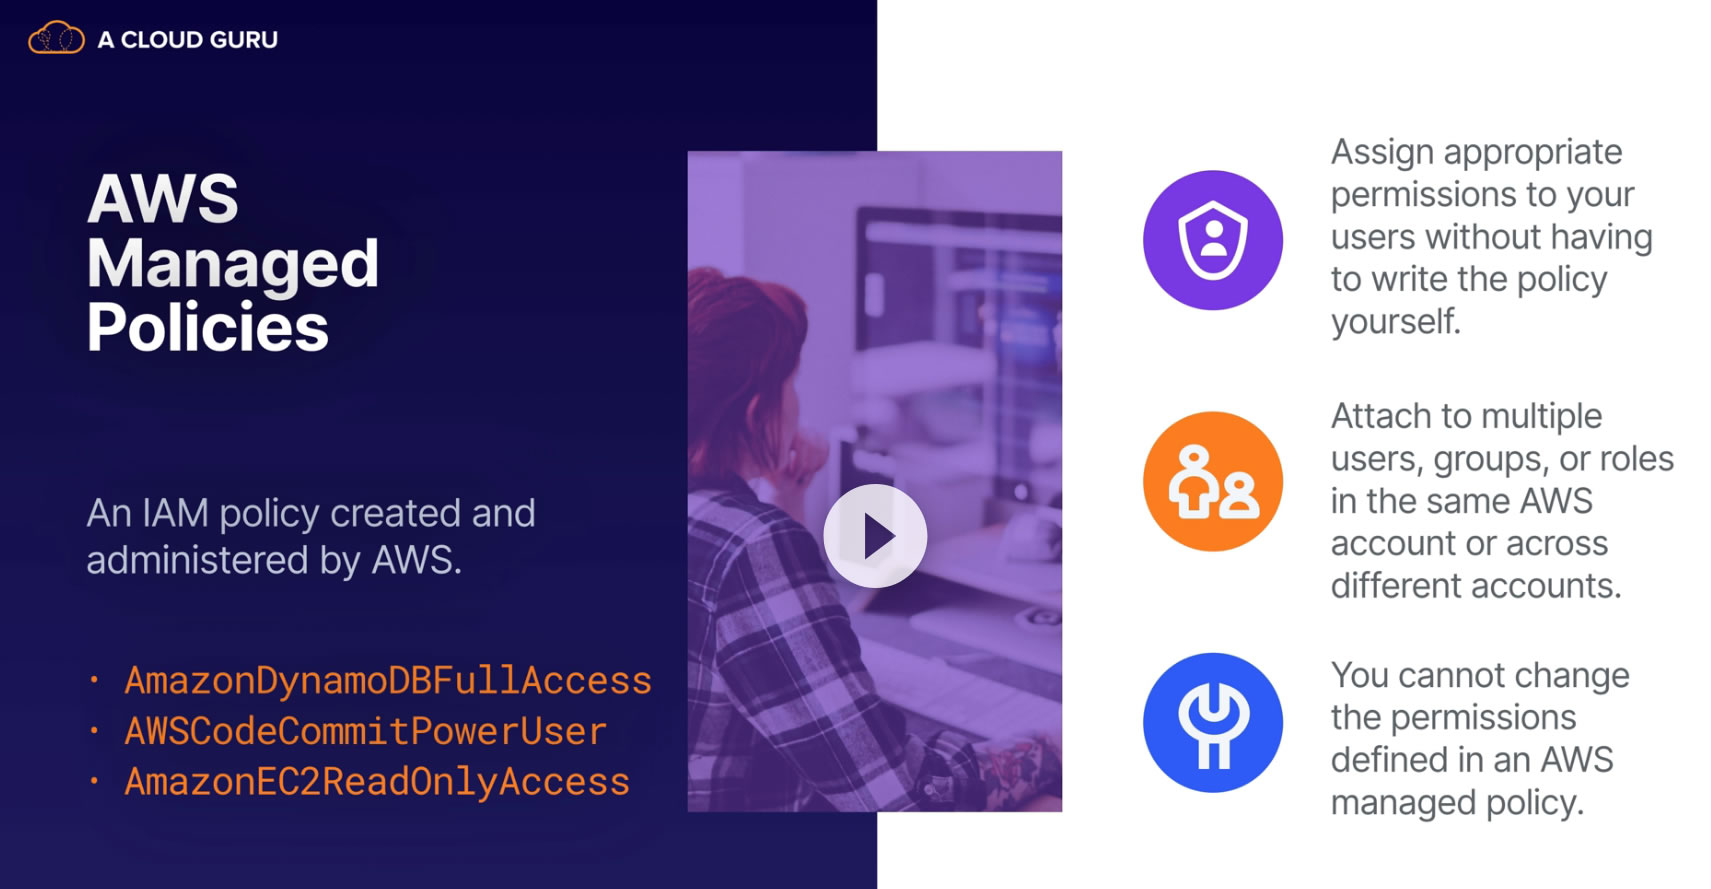 A CLOUD GURU
AWS
Managed
Policies
An IAM policy created and
administered by AWS.
· AmazonDynamoDBFullAccess
· AWSCodeCommitPowerUser
· AmazonEC2ReadOnlyAccess
Assign appropriate
permissions to your
users without having
to write the policy
yourself.
Attach to multiple
users, groups, or roles
in the same AWS
account or across
different accounts.
You cannot change
the permissions
defined in an AWS
managed policy.